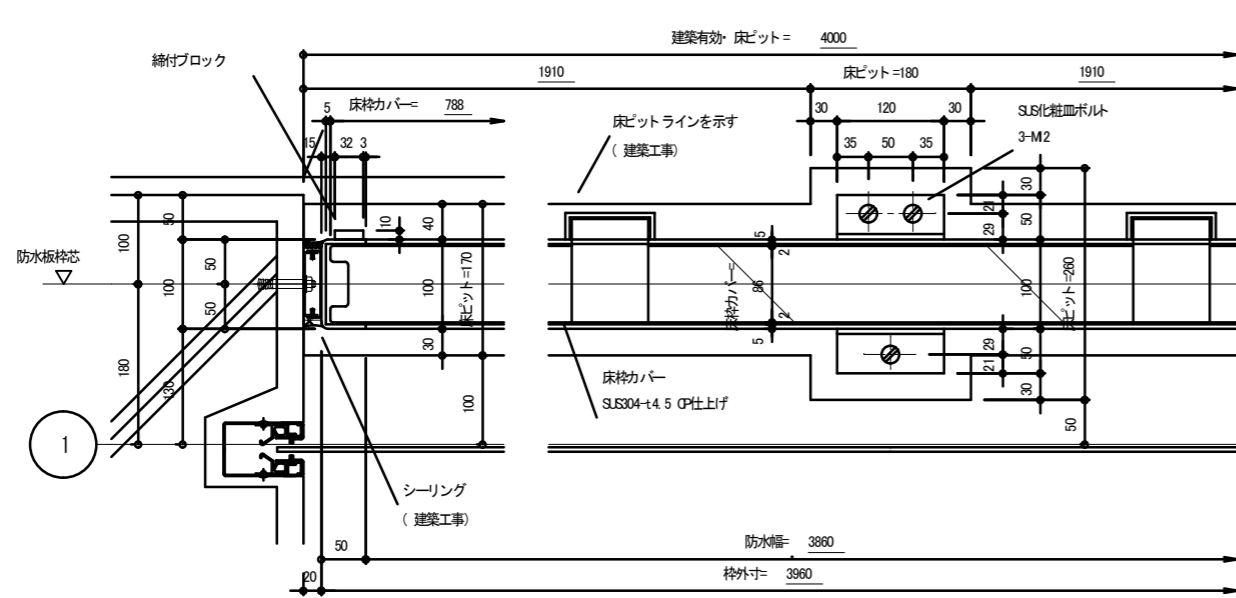 建築有効・床ピット= 4000
締付ブロック
1910
床ピット=180
1910
5
床枠カバー= 788
30
120
30
SUS化粧皿ボルト
3-M12
床ピットラインを示す
(建築工事)
15
32
3
35
50
35
50
10
40
30
21
50
29
100
防水板枠芯
50
100
50
100
床ピット=170
5
2
床枠カバー=
86
2
5
100
床ピット=260
180
130
30
100
29
50
21
30
50
床枠カバー
SUS304-t4.5 CP仕上げ
1
シーリング
(建築工事)
50
防水幅= 3860
20
枠外寸= 3960